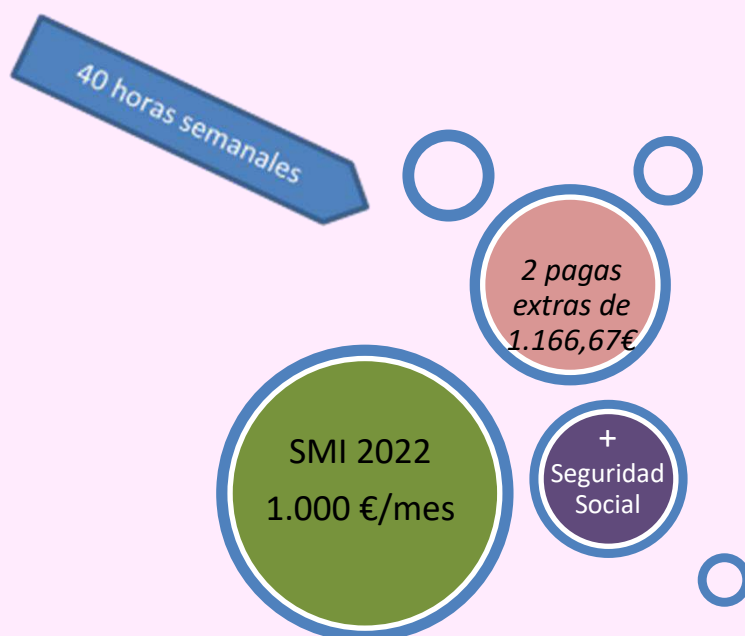 40 horas semanales
2 pagas
extras de
1.166,67€
SMI 2022
1.000 €/mes
+
Seguridad
Social